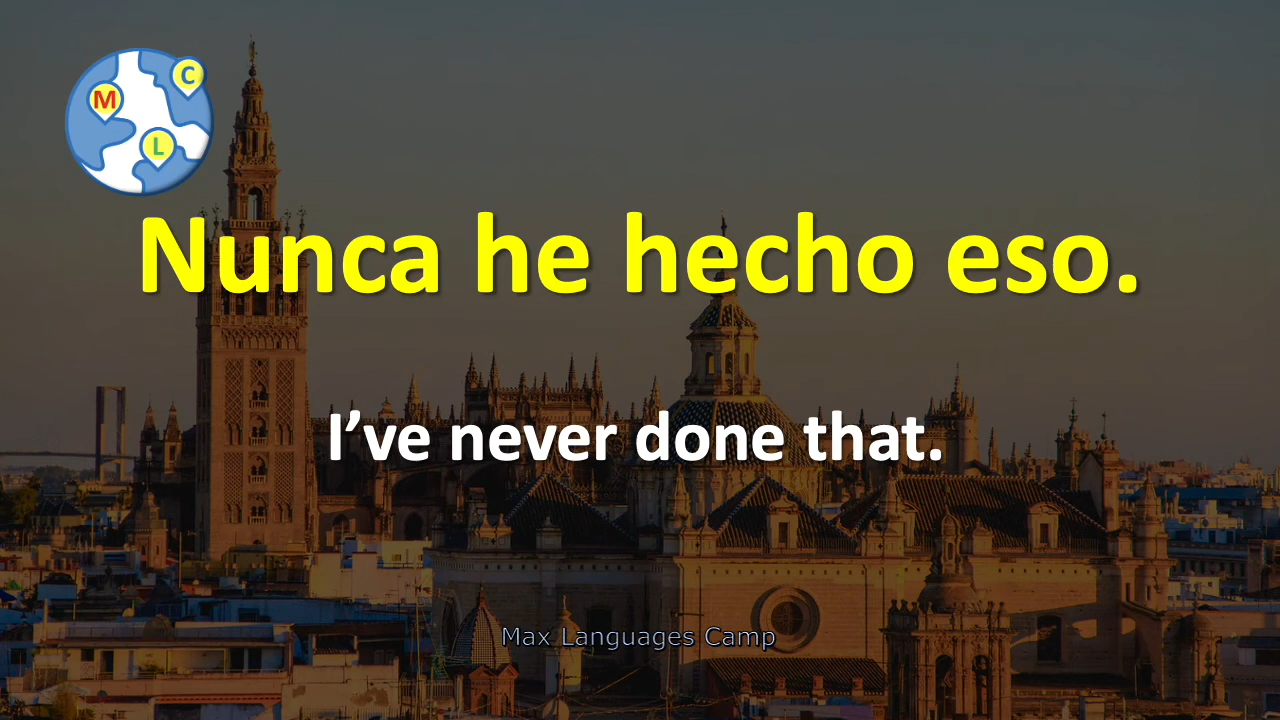 M
C
L
Nunca he hecho eso.
I’ve never done that.
Max Languages Camp